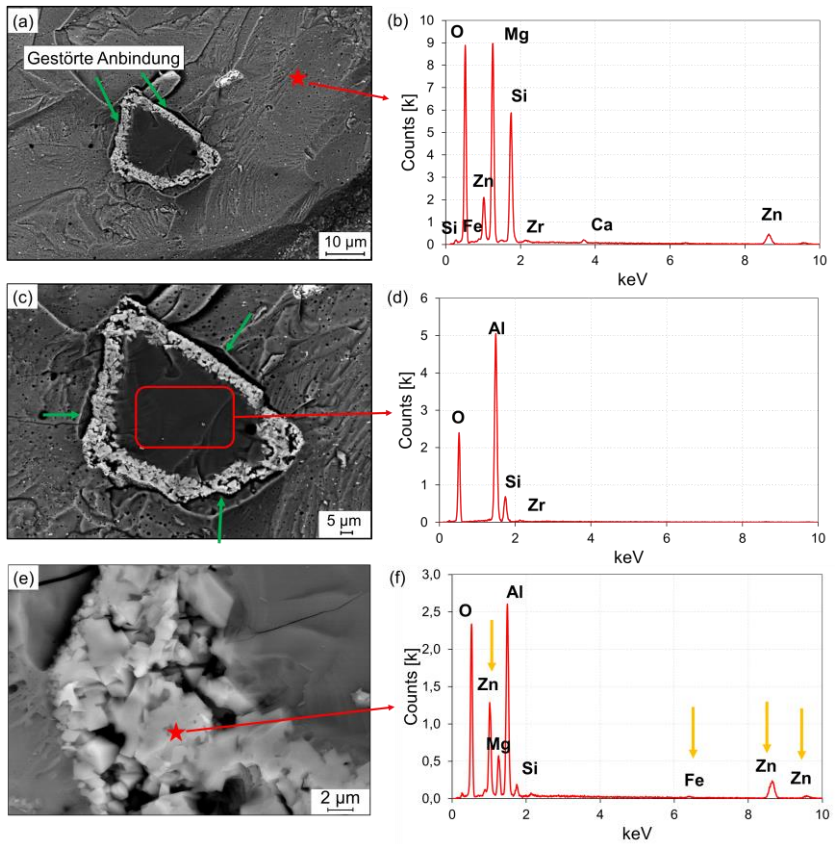 (a)
Gestörte Anbindung
10 µm
(b)
10
9
8
7
6
5
4
3
2
1
0
Counts [k]
O
Mg
Si
Zn
Si
Fe
Zr
Ca
Zn
0
2
4
6
8
10
keV
(c)
5 µm
(d)
6
5
4
3
2
1
0
Counts [k]
Al
O
Si
Zr
0
2
4
6
8
10
keV
(e)
2 µm
(f)
3,0
2,5
2,0
1,5
1,0
0,5
0,0
Counts [k]
O
Al
Zn
Mg
Si
Fe
Zn
Zn
0
2
4
6
8
10
keV